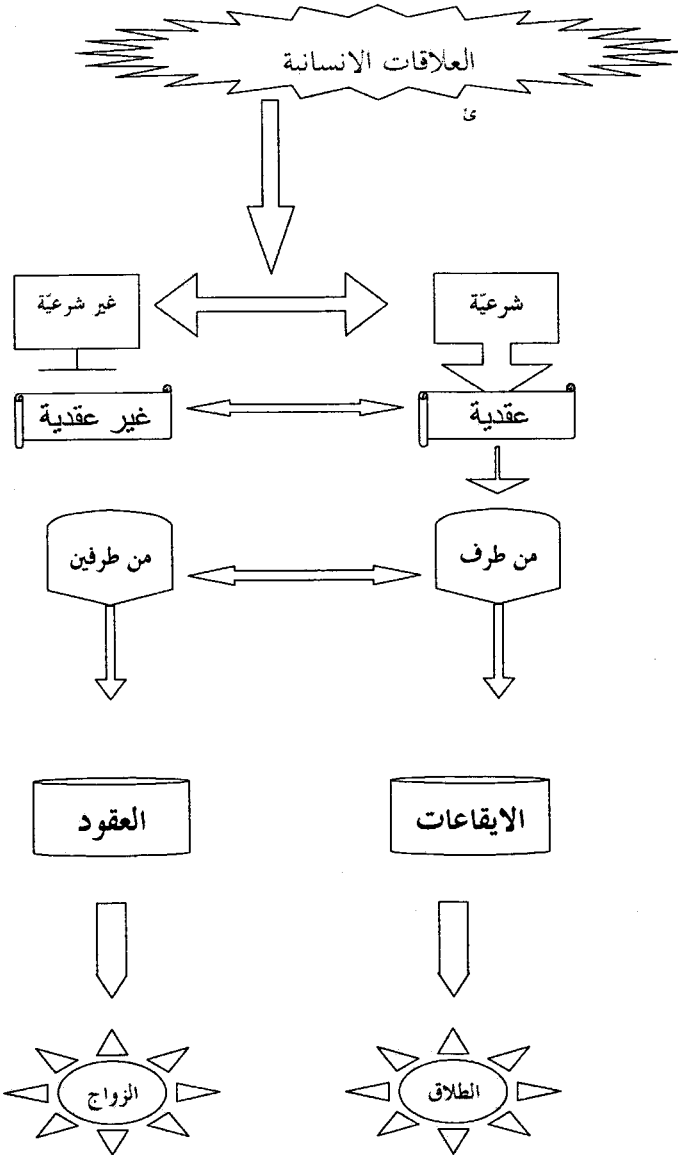 العلاقات الانسانية
ئ
شرعيّة
غير شرعيّة
عقدية
غير عقدية
من طرف
من طرفين
الايقاعات
العقود
الطلاق
الزواج